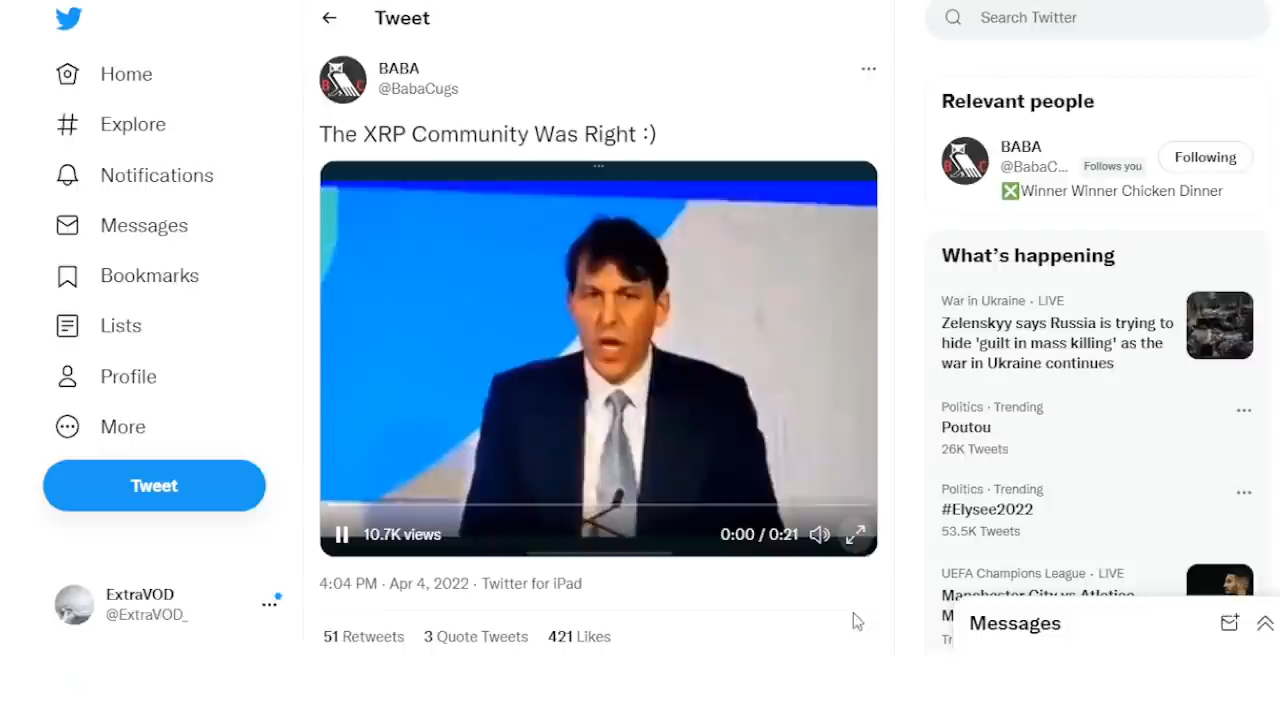 Tweet
Search Twitter
Home
Explore
Notifications
Messages
Bookmarks
Lists
Profile
More
Tweet
ExtraVOD
@ExtraVOD_
BABA
@BabaCugs
The XRP Community Was Right :)
10.7K views
0:00 / 0:21
4:04 PM · Apr 4, 2022 · Twitter for iPad
51 Retweets 3 Quote Tweets 421 Likes
Relevant people
BABA
@BabaC... Follows you
Following
Winner Winner Chicken Dinner
What's happening
War in Ukraine · LIVE
Zelenskyy says Russia is trying to
hide 'guilt in mass killing' as the
war in Ukraine continues
Politics · Trending
Poutou
26K Tweets
Politics · Trending
#Elysee2022
53.5K Tweets
UEFA Champions League · LIVE
Manchester City vs Atletico
Messages